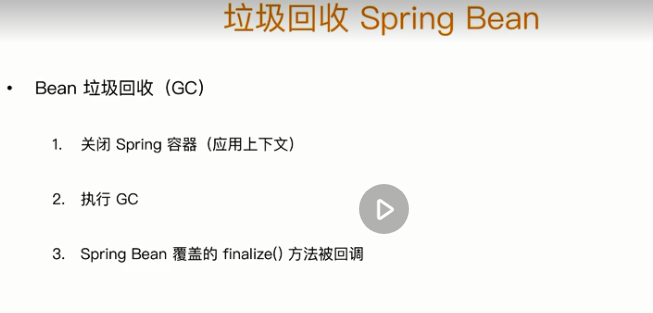 垃圾回收 Spring Bean
• Bean 垃圾回收（GC）
1. 关闭 Spring 容器（应用上下文）
2. 执行 GC
3. Spring Bean 覆盖的 finalize() 方法被回调